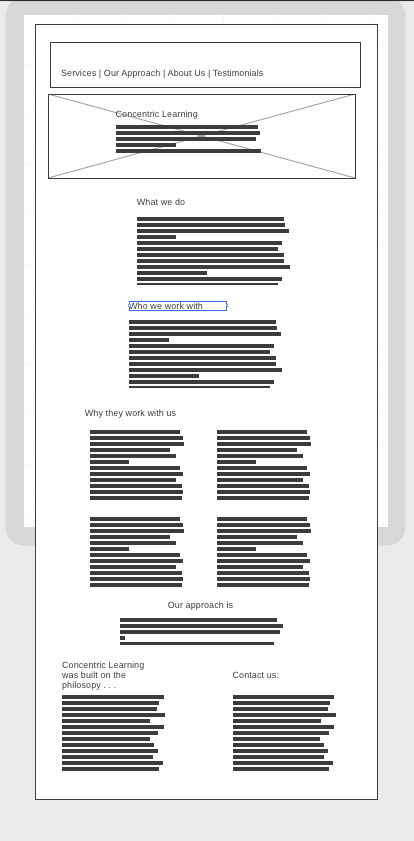 Services | Our Approach | About Us | Testimonials
Concentric Learning
What we do
Who we work with
Why they work with us
Our approach is
Concentric Learning
was built on the
philosopy . . .
Contact us: